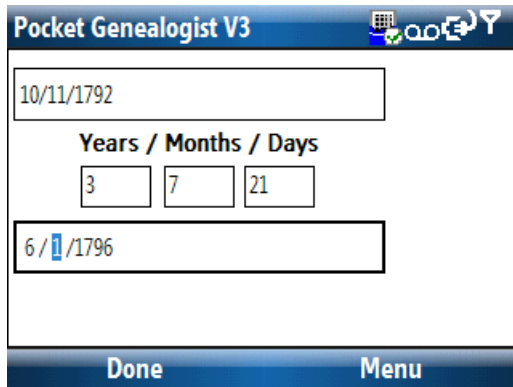 Pocket Genealogist V3
10/11/1792
Years / Months / Days
3 7 21
6 / 1 /1796
Done Menu